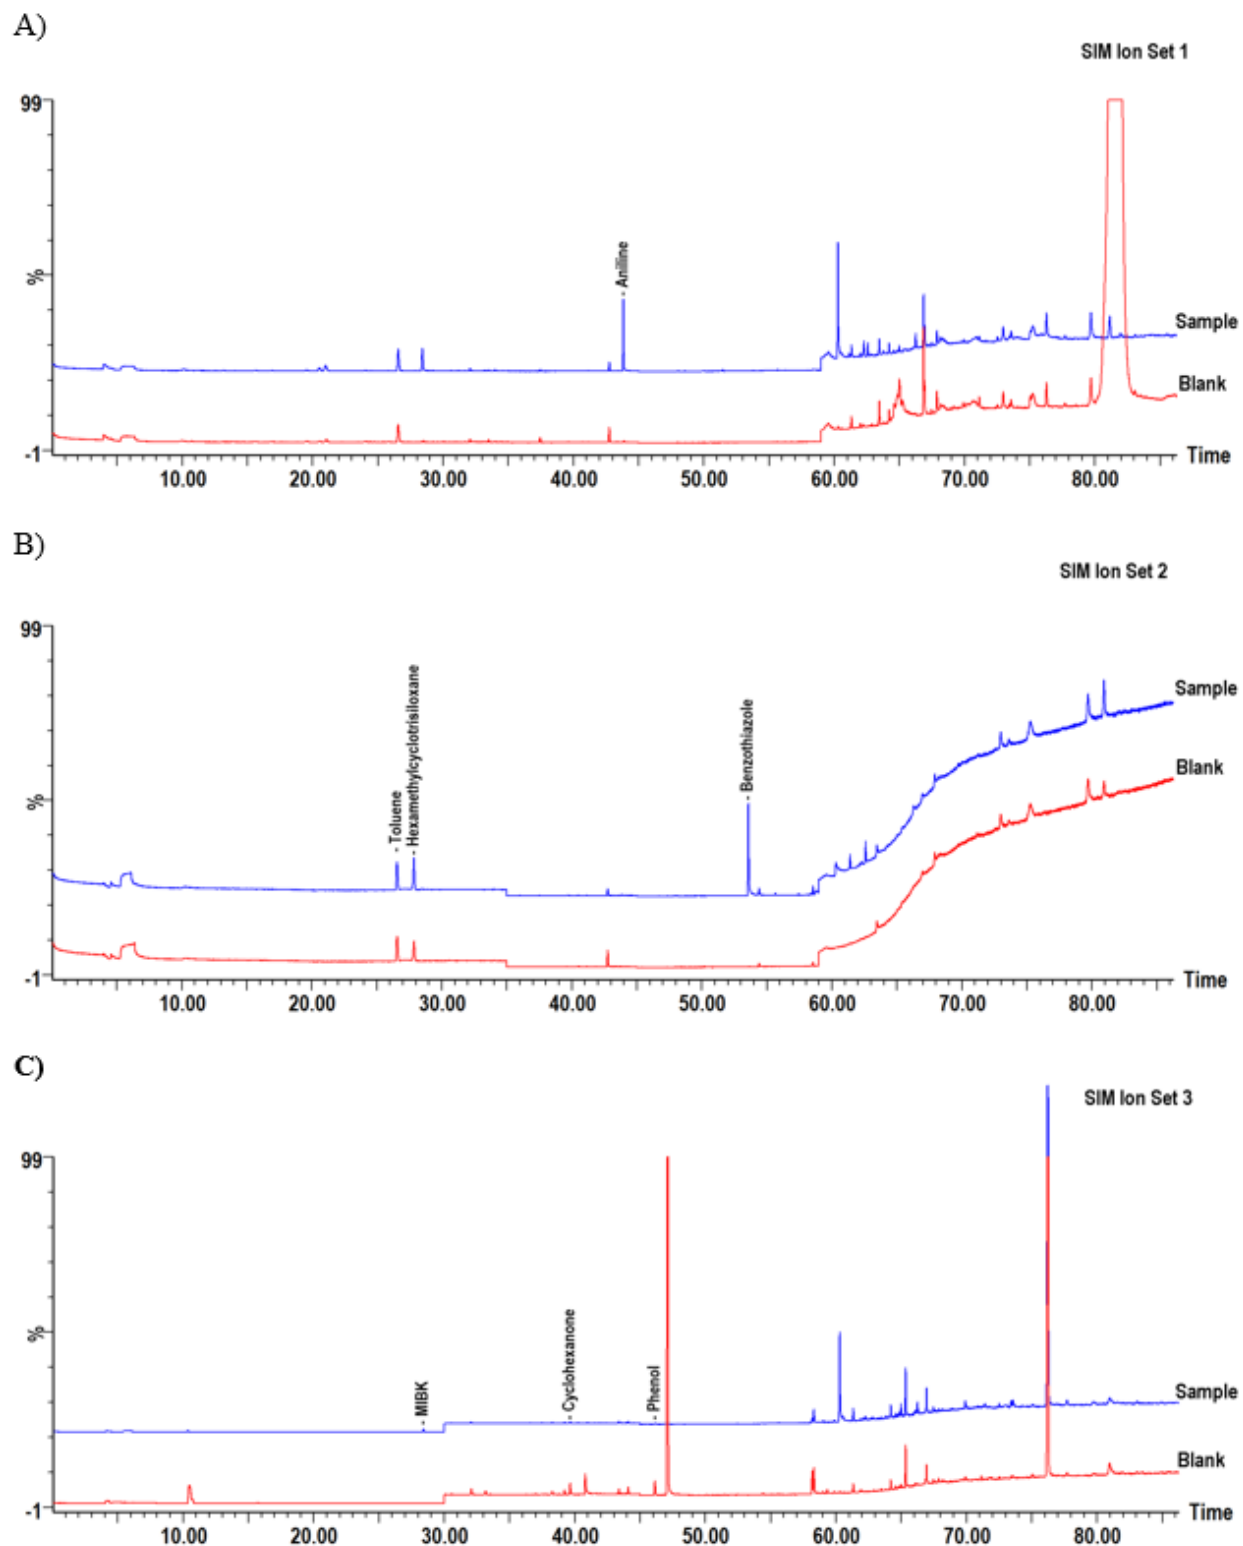 A)
SIM Ion Set 1
99
%
-1
Aniline
Sample
Blank
Time
10.00 20.00 30.00 40.00 50.00 60.00 70.00 80.00
B)
SIM Ion Set 2
99
%
-1
Toluene
Hexamethylcyclotrisiloxane
Benzothiazole
Sample
Blank
Time
10.00 20.00 30.00 40.00 50.00 60.00 70.00 80.00
C)
SIM Ion Set 3
99
%
-1
MIBK
Cyclohexanone
Phenol
Sample
Blank
Time
10.00 20.00 30.00 40.00 50.00 60.00 70.00 80.00